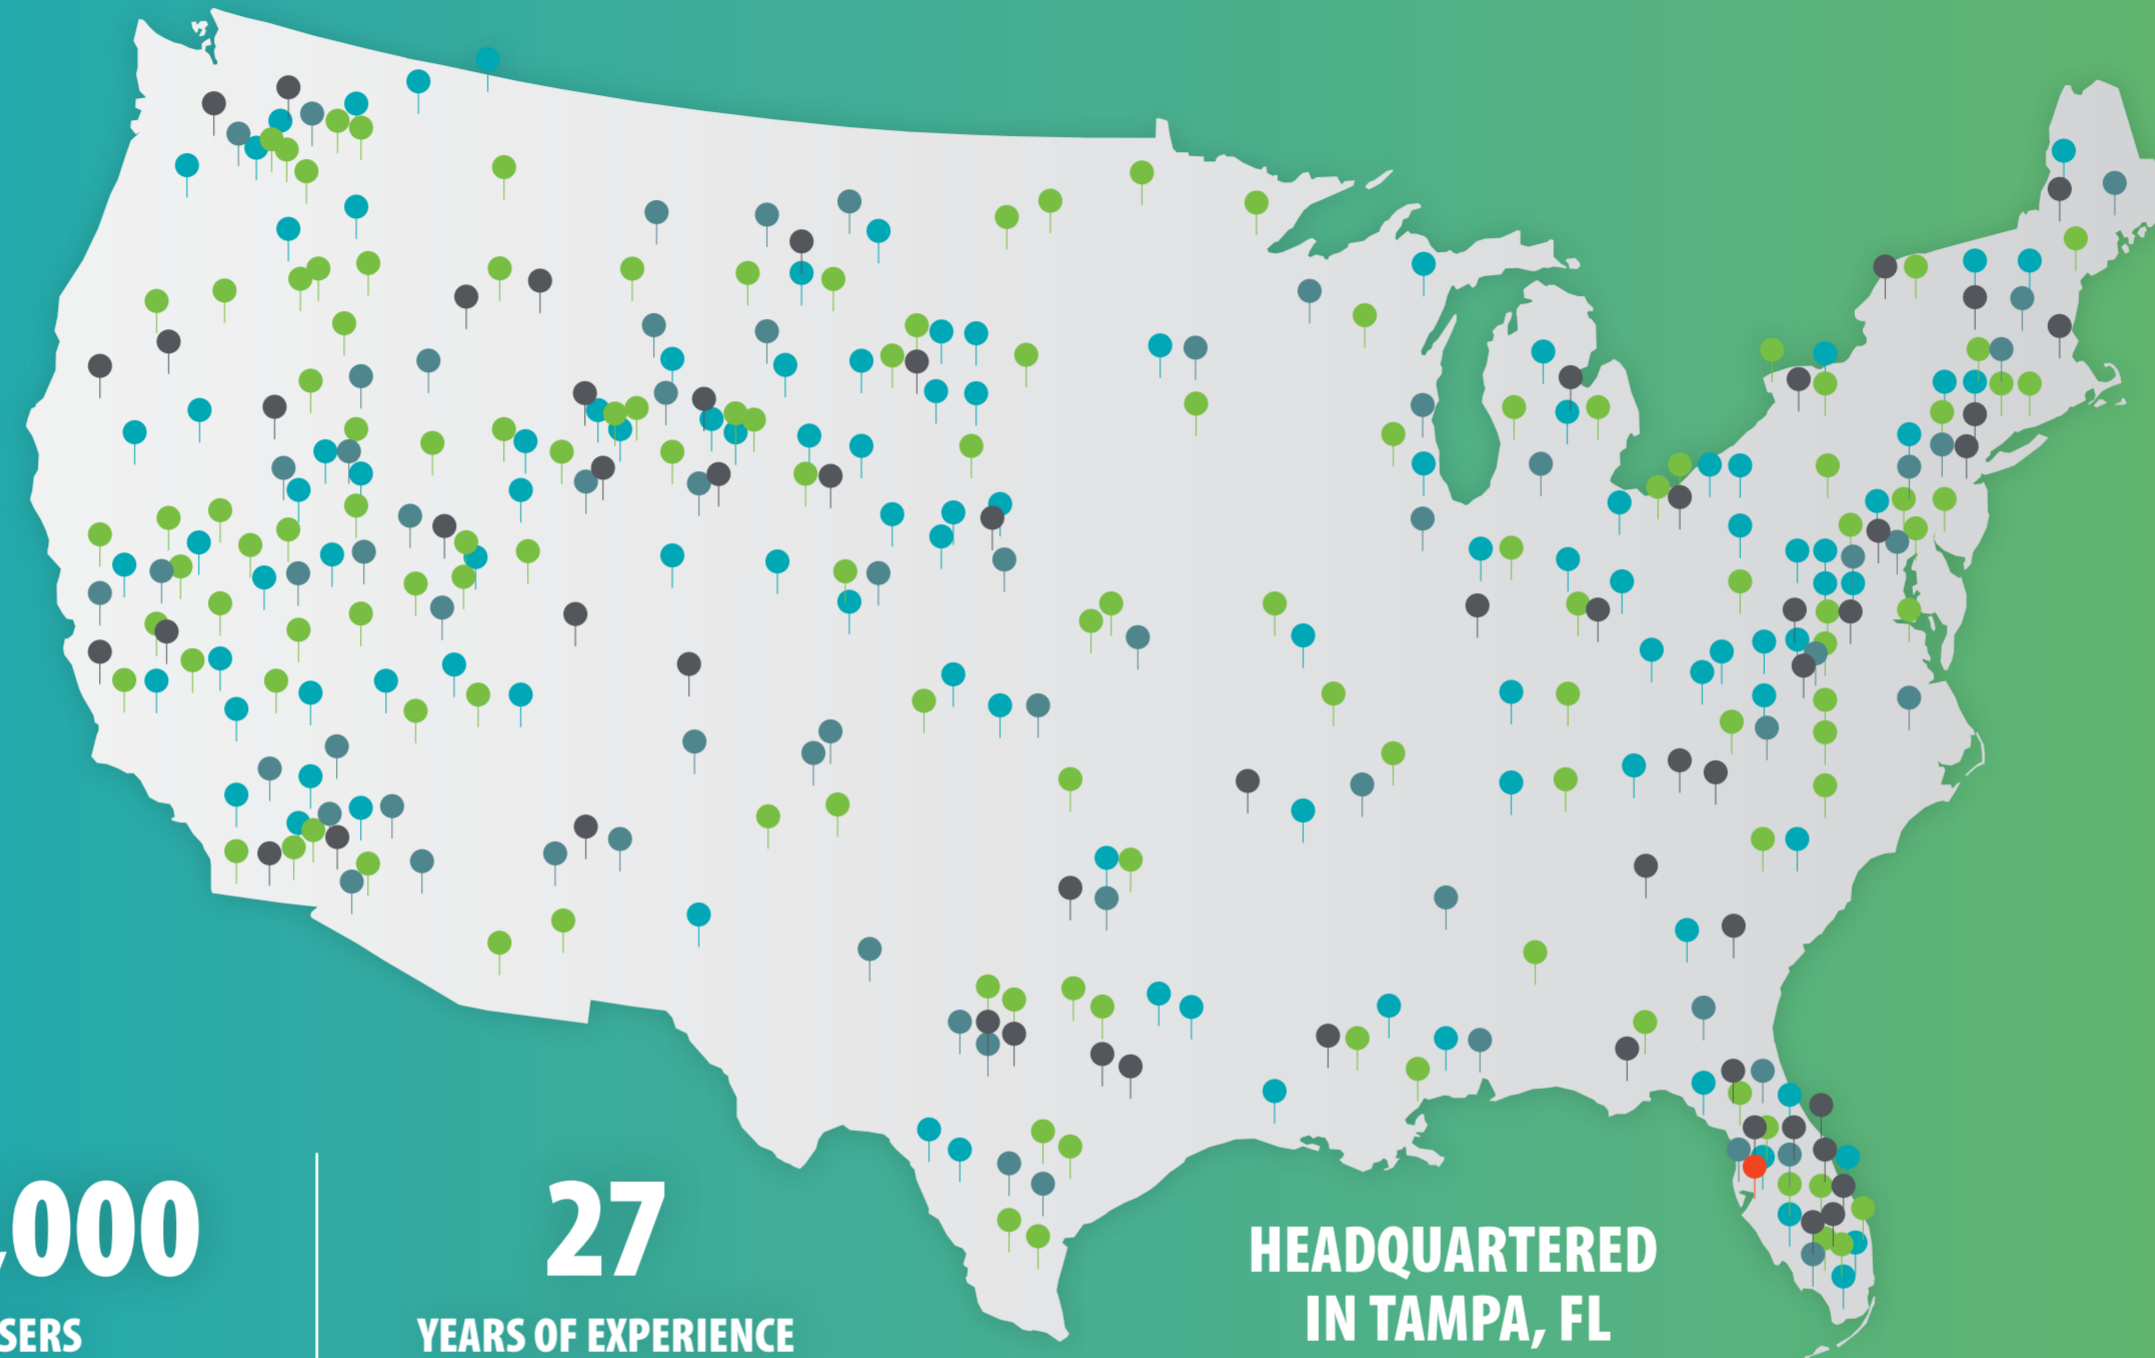 ,000
SERS
27
YEARS OF EXPERIENCE
HEADQUARTERED
IN TAMPA, FL